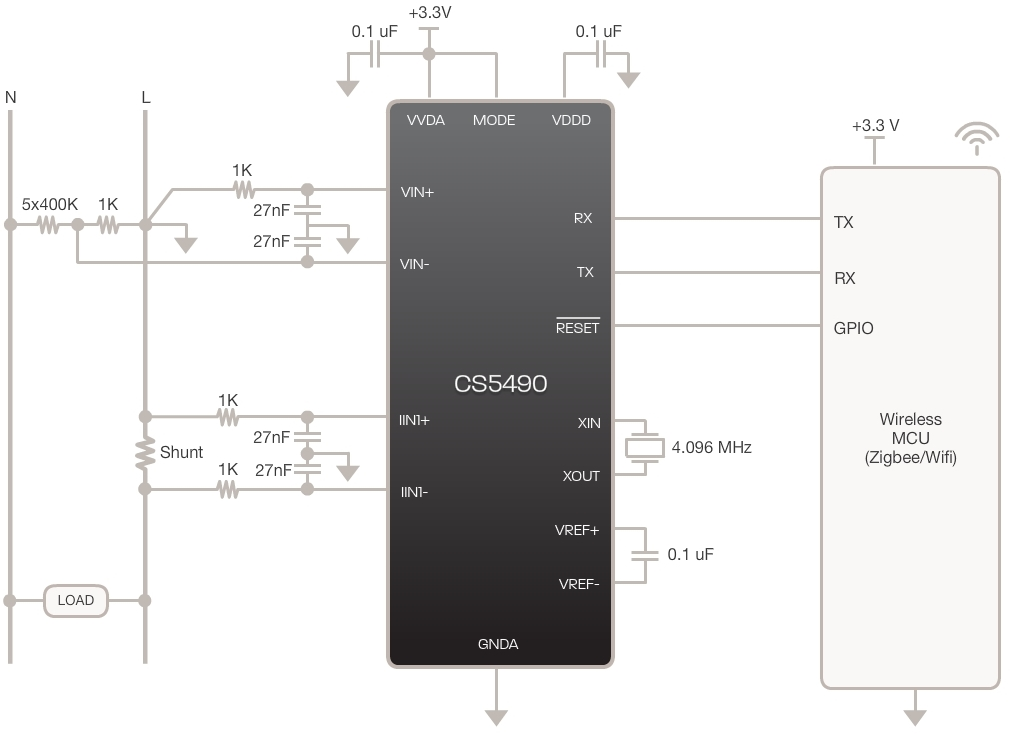 +3.3V
0.1 uF
0.1 uF
N
L
VVDA
MODE
VDDD
+3.3 V
1K
5x400K
1K
27nF
27nF
VIN+
VIN-
RX
TX
RESET
TX
RX
GPIO
CS5490
1K
27nF
Shunt
1K
27nF
IIN1+
IIN1-
XIN
XOUT
4.096 MHz
Wireless
MCU
(Zigbee/Wifi)
VREF+
VREF-
0.1 uF
LOAD
GNDA